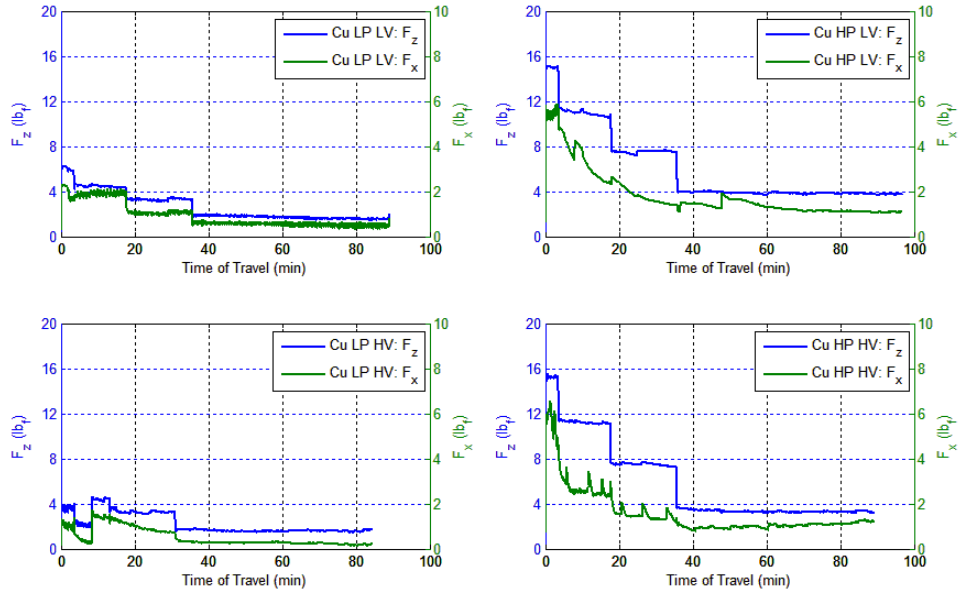 Cu LP LV: F_z
Cu LP LV: F_x
20
16
12
8
4
0
F_z (lb_f)
10
8
6
4
2
0
F_x (lb_f)
0 20 40 60 80 100
Time of Travel (min)
Cu HP LV: F_z
Cu HP LV: F_x
20
16
12
8
4
0
F_z (lb_f)
10
8
6
4
2
0
F_x (lb_f)
0 20 40 60 80 100
Time of Travel (min)
Cu LP HV: F_z
Cu LP HV: F_x
20
16
12
8
4
0
F_z (lb_f)
10
8
6
4
2
0
F_x (lb_f)
0 20 40 60 80 100
Time of Travel (min)
Cu HP HV: F_z
Cu HP HV: F_x
20
16
12
8
4
0
F_z (lb_f)
10
8
6
4
2
0
F_x (lb_f)
0 20 40 60 80 100
Time of Travel (min)